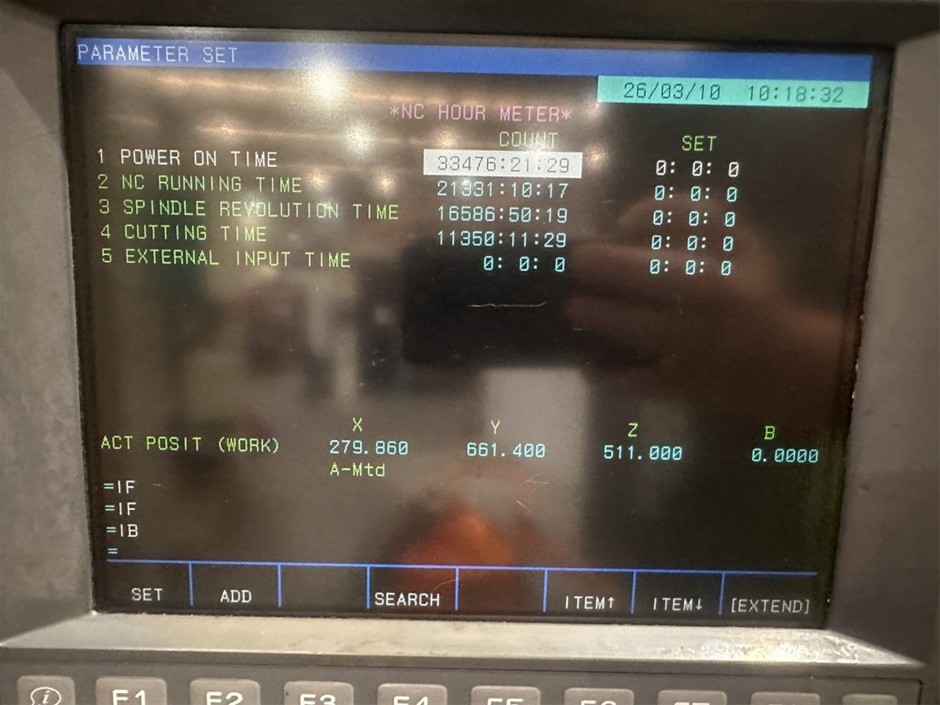 PARAMETER SET
26/03/10 10:18:32
*NC HOUR METER*
COUNT SET
1 POWER ON TIME 33476:21:29 0: 0: 0
2 NC RUNNING TIME 21331:10:17 0: 0: 0
3 SPINDLE REVOLUTION TIME 16586:50:19 0: 0: 0
4 CUTTING TIME 11350:11:29 0: 0: 0
5 EXTERNAL INPUT TIME 0: 0: 0 0: 0: 0
X Y Z B
ACT POSIT (WORK) 279.860 661.400 511.000 0.0000
A-Mtd
=IF
=IF
=IB
=
SET ADD SEARCH ITEM↑ ITEM↓ [EXTEND]
i F1 F2 F3 F4 F5 F6